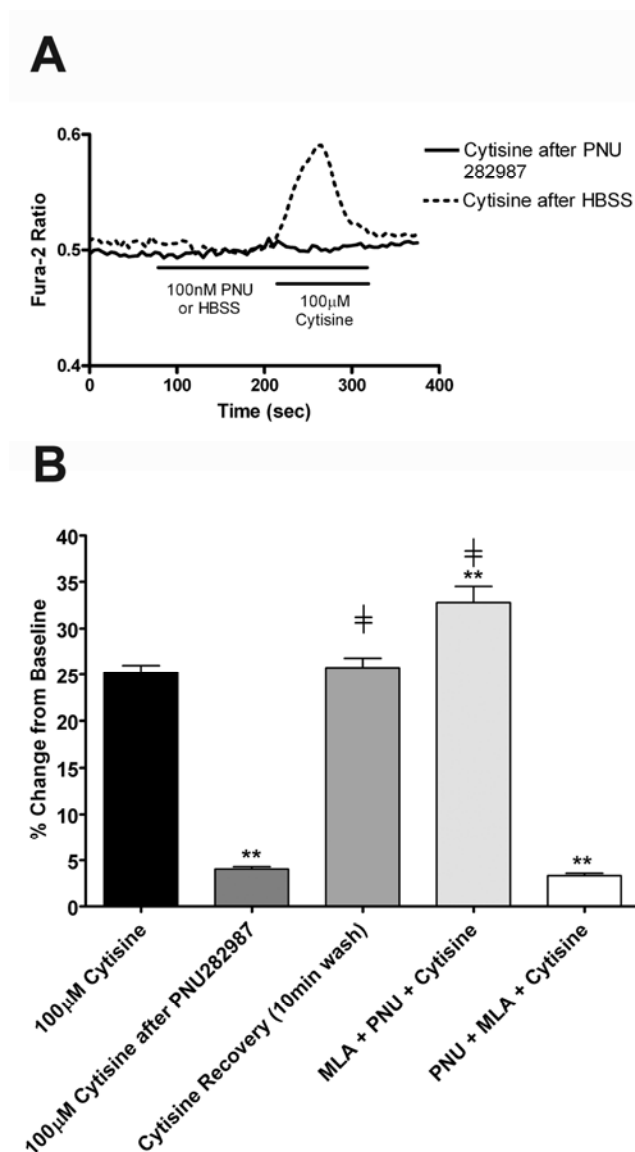 A
0.6
0.5
0.4
Fura-2 Ratio
Cytisine after PNU
282987
Cytisine after HBSS
100nM PNU
or HBSS
100μM
Cytisine
0
100
200
300
400
Time (sec)
B
40
35
30
25
20
15
10
5
0
% Change from Baseline
**
ǂ
ǂ
**
**
100μM Cytisine
100μM Cytisine after PNU282987
Cytisine Recovery (10min wash)
MLA + PNU + Cytisine
PNU + MLA + Cytisine